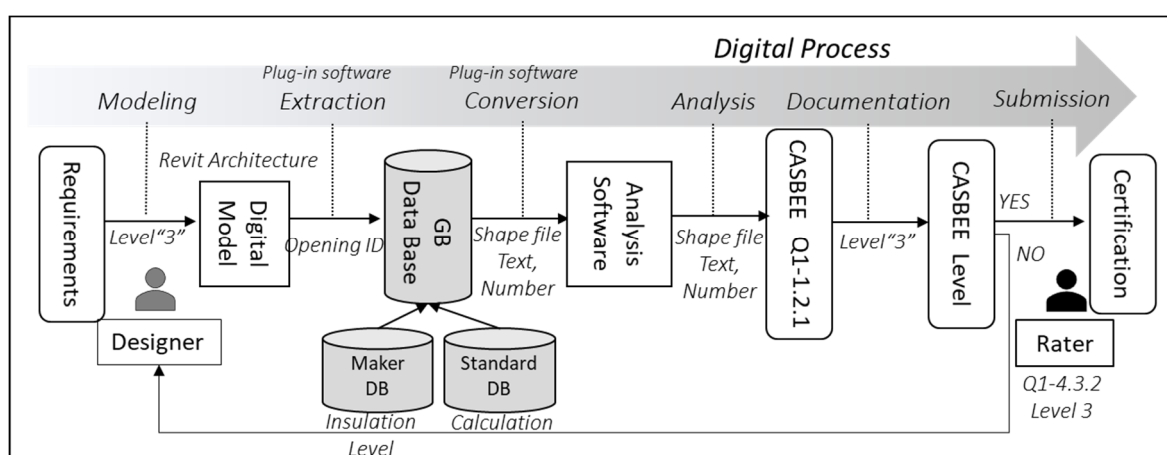 Digital Process
Plug-in software
Plug-in software
Modeling
Extraction
Conversion
Analysis
Documentation
Submission
Revit Architecture
Requirements
Level“3”
Digital
Model
Opening ID
GB
Data Base
Shape file
Text,
Number
Analysis
Software
Shape file
Text,
Number
CASBEE Q1-1.2.1
Level“3”
CASBEE Level
YES
NO
Certification
Designer
Maker
DB
Standard
DB
Rater
Insulation
Level
Calculation
Q1-4.3.2
Level 3